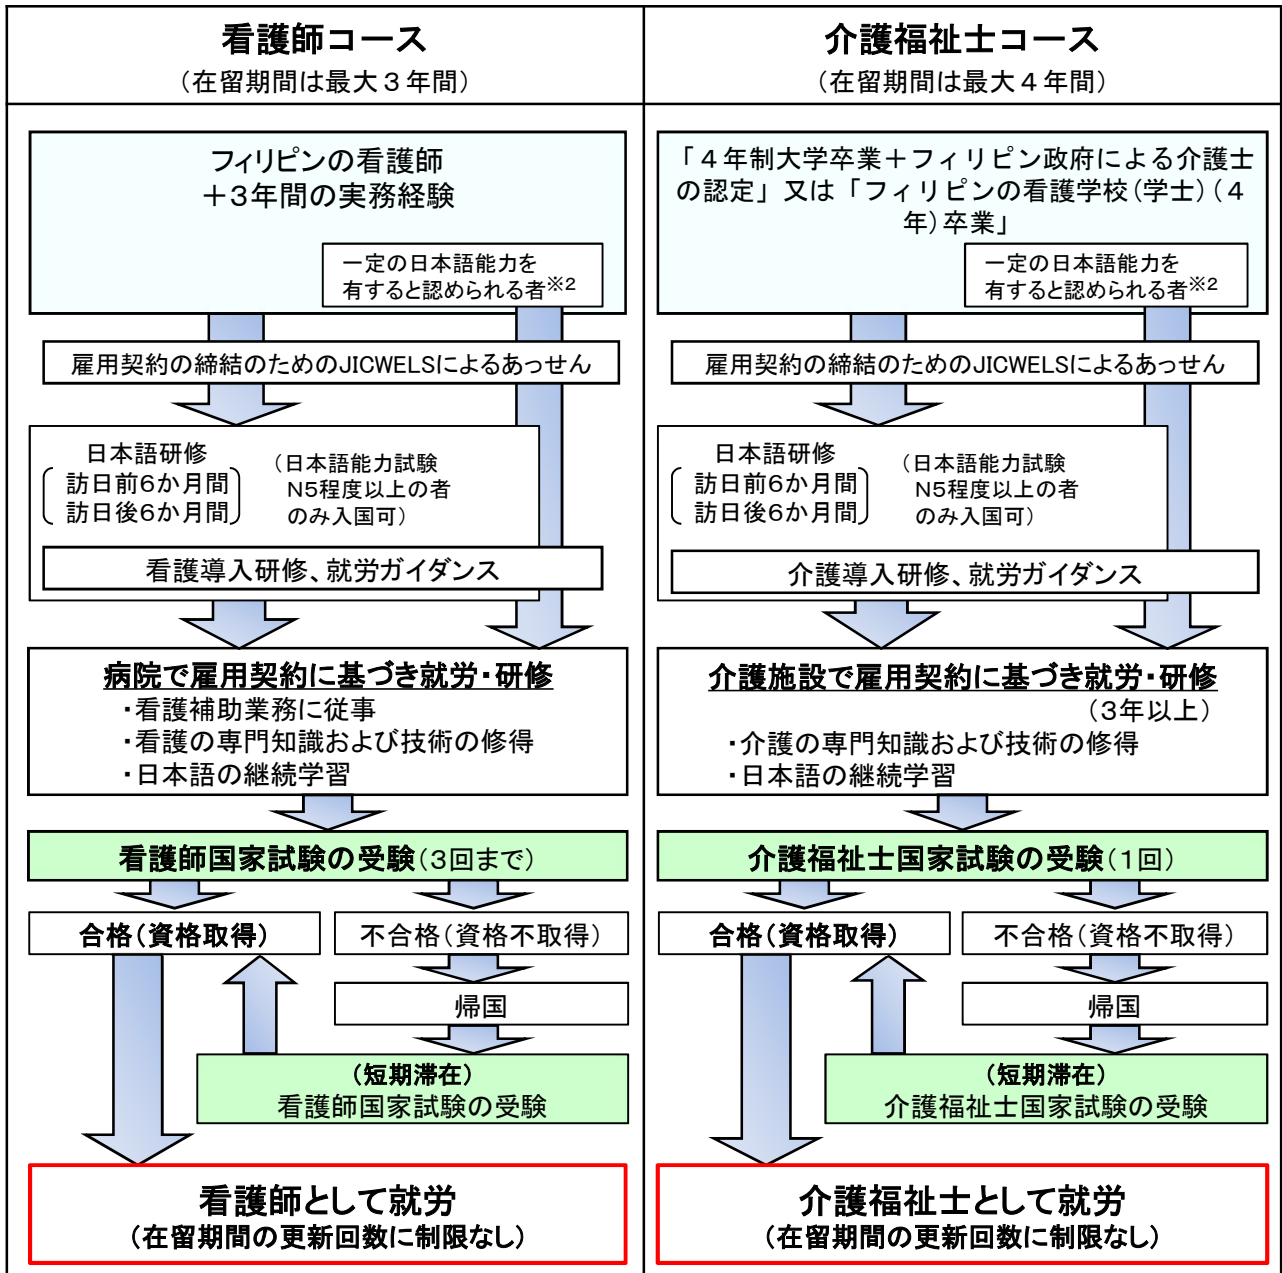 看護師コース
（在留期間は最大３年間）
フィリピンの看護師
＋3年間の実務経験
一定の日本語能力を
有すると認められる者※2
雇用契約の締結のためのJICWELSによるあっせん
日本語研修
訪日前6か月間
訪日後6か月間
（日本語能力試験
N5程度以上の者
のみ入国可）
看護導入研修、就労ガイダンス
病院で雇用契約に基づき就労・研修
・看護補助業務に従事
・看護の専門知識および技術の修得
・日本語の継続学習
看護師国家試験の受験（3回まで）
合格（資格取得）
不合格（資格不取得）
帰国
（短期滞在）
看護師国家試験の受験
看護師として就労
（在留期間の更新回数に制限なし）
介護福祉士コース
（在留期間は最大４年間）
「４年制大学卒業＋フィリピン政府による介護士
の認定」又は「フィリピンの看護学校（学士）（４
年）卒業」
一定の日本語能力を
有すると認められる者※2
雇用契約の締結のためのJICWELSによるあっせん
日本語研修
訪日前6か月間
訪日後6か月間
（日本語能力試験
N5程度以上の者
のみ入国可）
介護導入研修、就労ガイダンス
介護施設で雇用契約に基づき就労・研修
（3年以上）
・介護の専門知識および技術の修得
・日本語の継続学習
介護福祉士国家試験の受験（1回）
合格（資格取得）
不合格（資格不取得）
帰国
（短期滞在）
介護福祉士国家試験の受験
介護福祉士として就労
（在留期間の更新回数に制限なし）